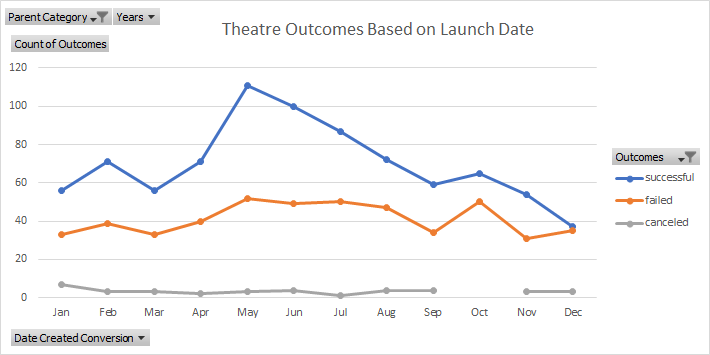 Parent Category Years
Theatre Outcomes Based on Launch Date
Count of Outcomes
120
100
80
60
40
20
0
Jan Feb Mar Apr May Jun Jul Aug Sep Oct Nov Dec
Outcomes
successful
failed
canceled
Date Created Conversion